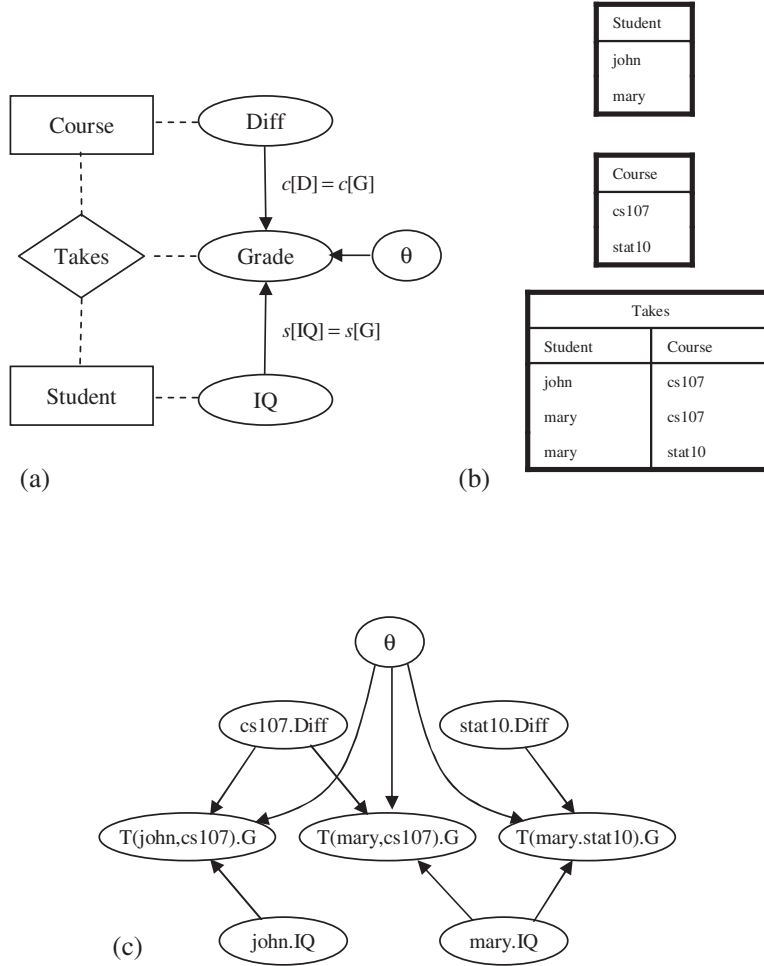 Course
Diff
c[D] = c[G]
Takes
Grade
θ
s[IQ] = s[G]
Student
IQ
(a)
Student
john
mary
Course
cs107
stat10
Takes
Student Course
john cs107
mary cs107
mary stat10
(b)
θ
cs107.Diff stat10.Diff
T(john,cs107).G T(mary,cs107).G T(mary.stat10).G
john.IQ mary.IQ
(c)